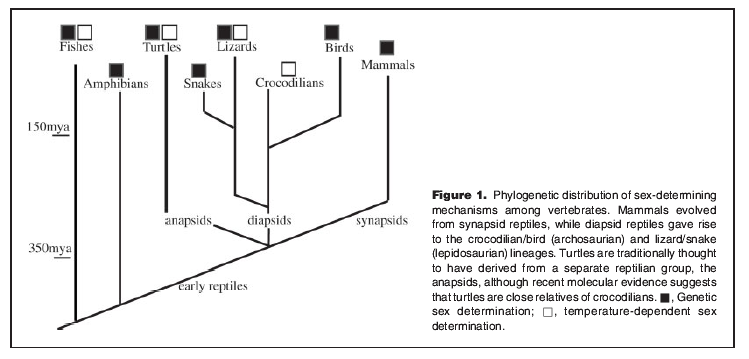 Fishes
Turtles
Lizards
Birds
Mammals
Amphibians
Snakes
Crocodilians
150mya
anapsids
diapsids
synapsids
350mya
early reptiles
Figure 1. Phylogenetic distribution of sex-determining
mechanisms among vertebrates. Mammals evolved
from synapsid reptiles, while diapsid reptiles gave rise
to the crocodilian/bird (archosaurian) and lizard/snake
(lepidosaurian) lineages. Turtles are traditionally thought
to have derived from a separate reptilian group, the
anapsids, although recent molecular evidence suggests
that turtles are close relatives of crocodilians. ■, Genetic
sex determination; □, temperature-dependent sex
determination.